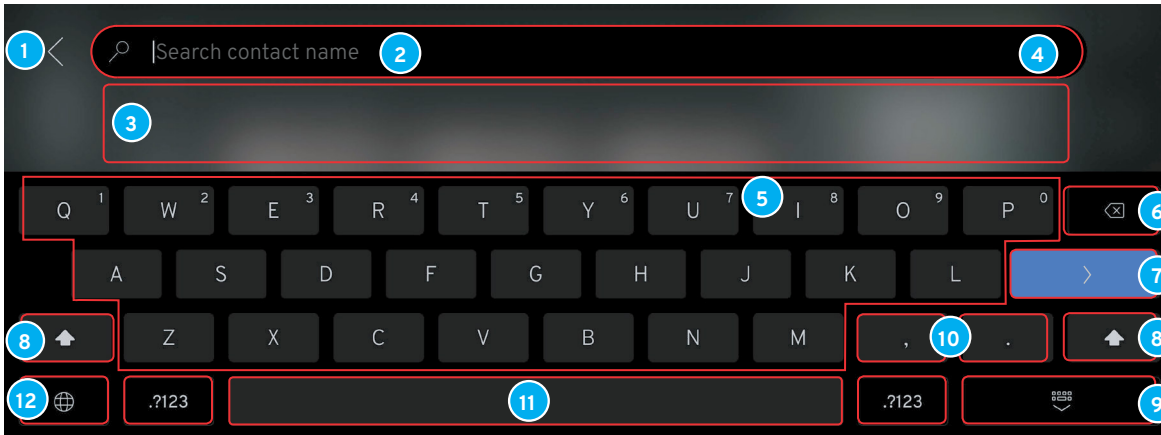 1 Search contact name 2 4
3
Q 1 W 2 E 3 R 4 T 5 Y 6 U 7 5 I 8 O 9 P 0 6
A S D F G H J K L 7
8 Z X C V B N M , 10 . 8
12 .?123 11 .?123 9